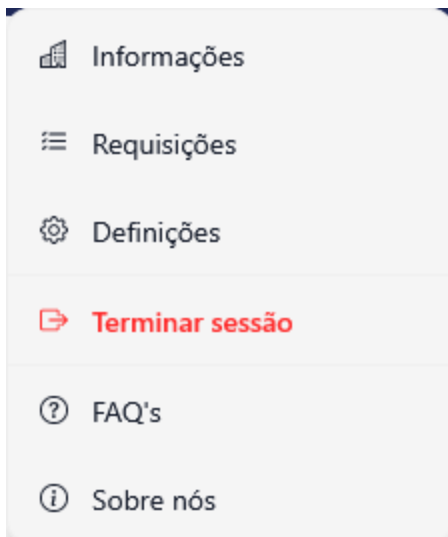 Informações
Requisições
Definições
Terminar sessão
FAQ's
Sobre nós